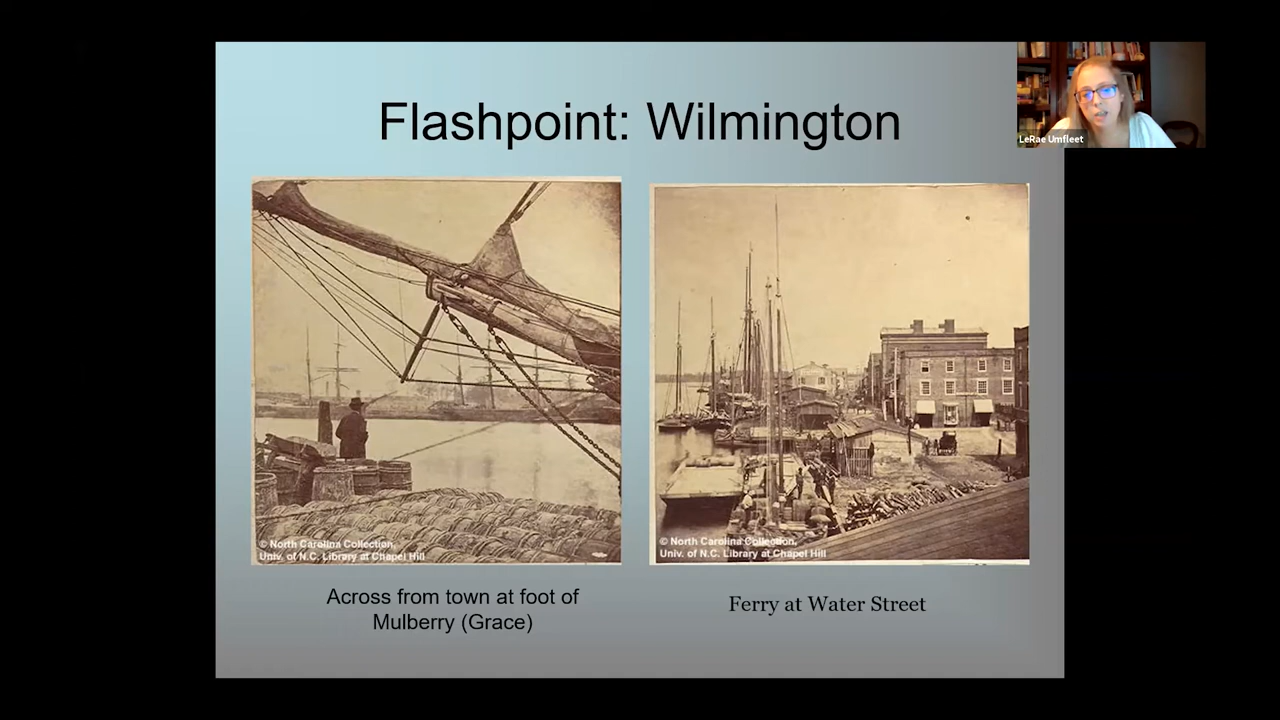 Flashpoint: Wilmington
LeRae Umfleet
© North Carolina Collection,
Univ. of N.C. Library at Chapel Hill
© North Carolina Collection,
Univ. of N.C. Library at Chapel Hill
Across from town at foot of
Mulberry (Grace)
Ferry at Water Street